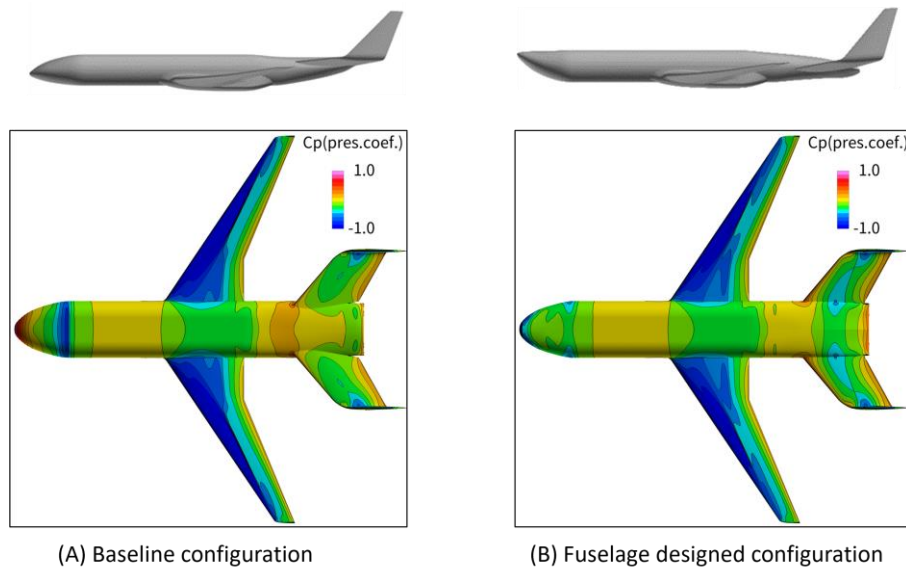 Cp(pres.coef.)
1.0
-1.0
Cp(pres.coef.)
1.0
-1.0
(A) Baseline configuration
(B) Fuselage designed configuration